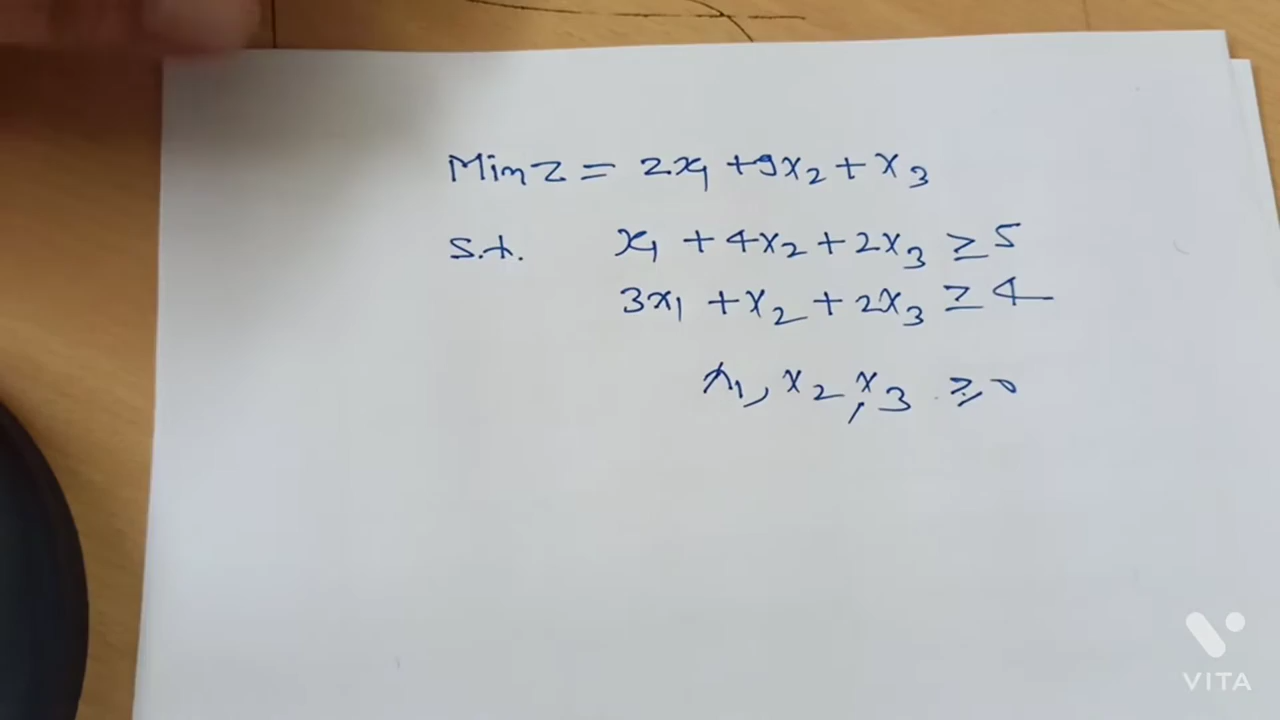 Min Z = 2x₁ + 9x₂ + x₃
S.t. x₁ + 4x₂ + 2x₃ ≥ 5
3x₁ + x₂ + 2x₃ ≥ 4
x₁, x₂, x₃ ≥ 0
VITA